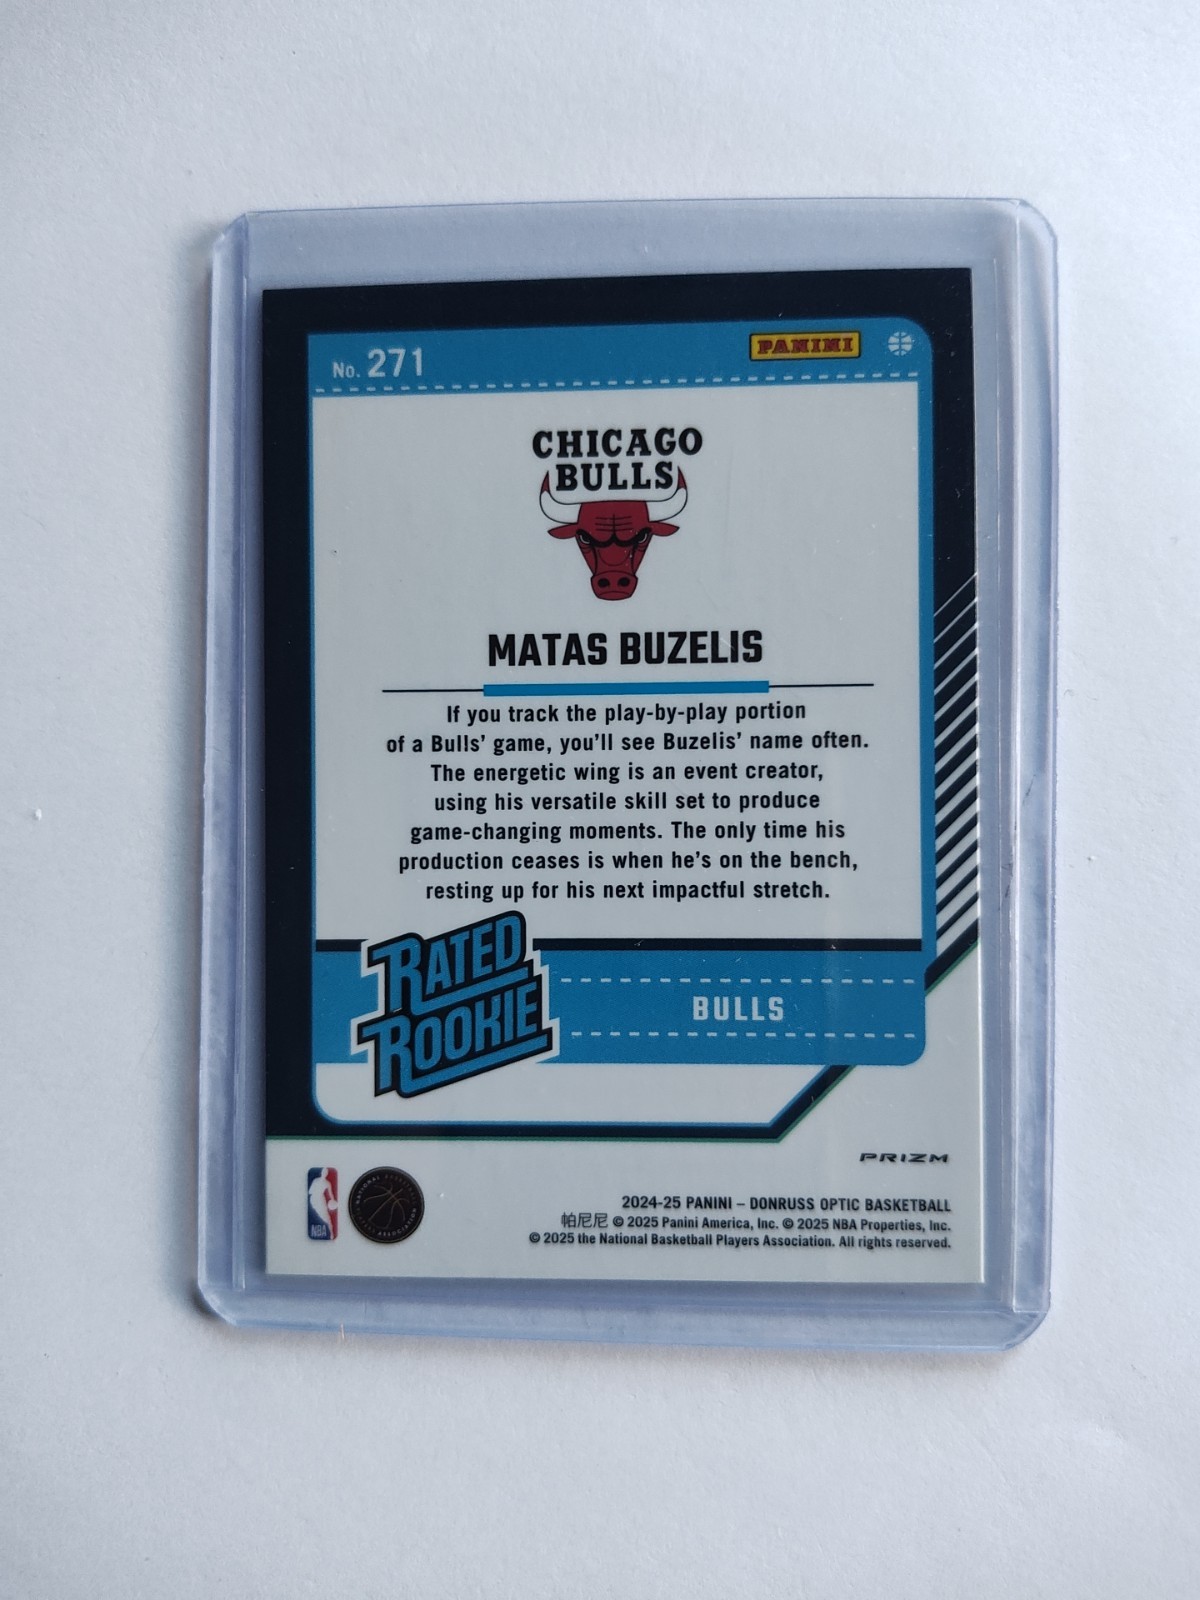 No. 271
PANINI
CHICAGO
BULLS
MATAS BUZELIS
If you track the play-by-play portion
of a Bulls' game, you'll see Buzelis' name often.
The energetic wing is an event creator,
using his versatile skill set to produce
game-changing moments. The only time his
production ceases is when he's on the bench,
resting up for his next impactful stretch.
RATED
ROOKIE
BULLS
PRIZM
NBA
NATIONAL BASKETBALL
ASSOCIATION
2024-25 PANINI – DONRUSS OPTIC BASKETBALL
帕尼尼 © 2025 Panini America, Inc. © 2025 NBA Properties, Inc.
© 2025 the National Basketball Players Association. All rights reserved.